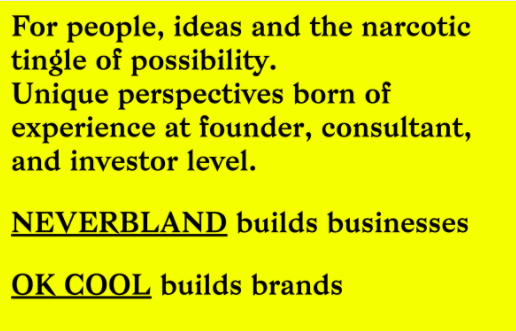 For people, ideas and the narcotic
tingle of possibility.
Unique perspectives born of
experience at founder, consultant,
and investor level.
NEVERBLAND builds businesses
OK COOL builds brands